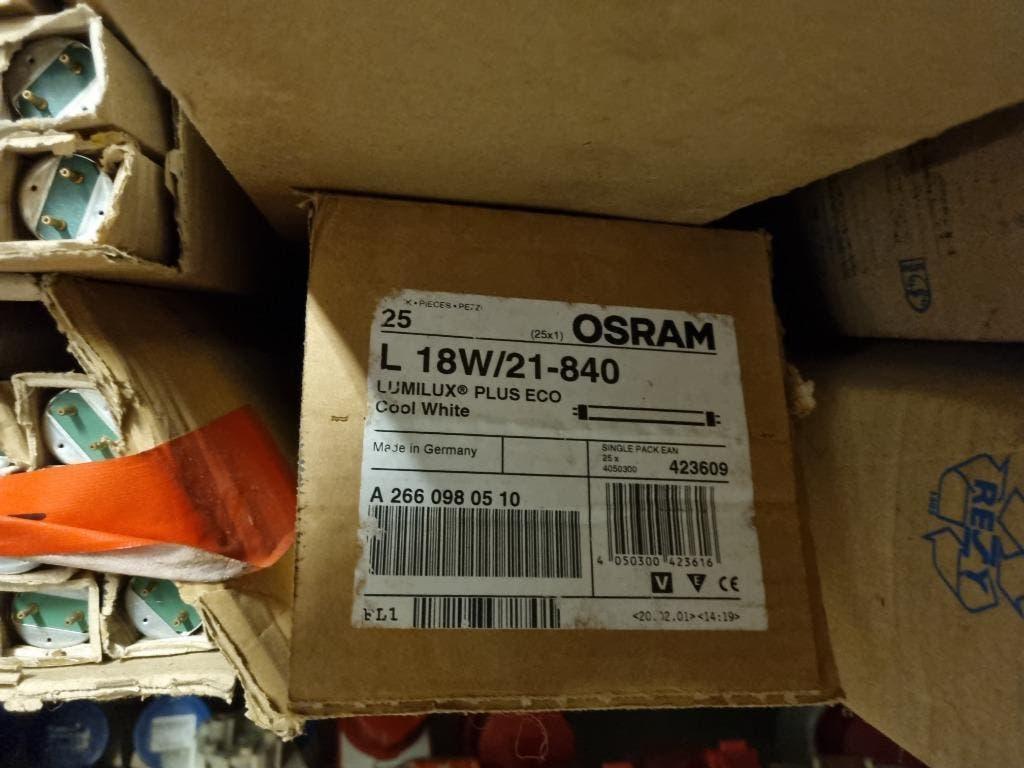 PIECES • PEZZI
25
(25x1)
OSRAM
L 18W/21-840
LUMILUX® PLUS ECO
Cool White
Made in Germany
SINGLE PACK EAN
25 x
4050300 423609
A 266 098 05 10
4 050300 423616
V
E
CE
FL1
<14:19>
RESY